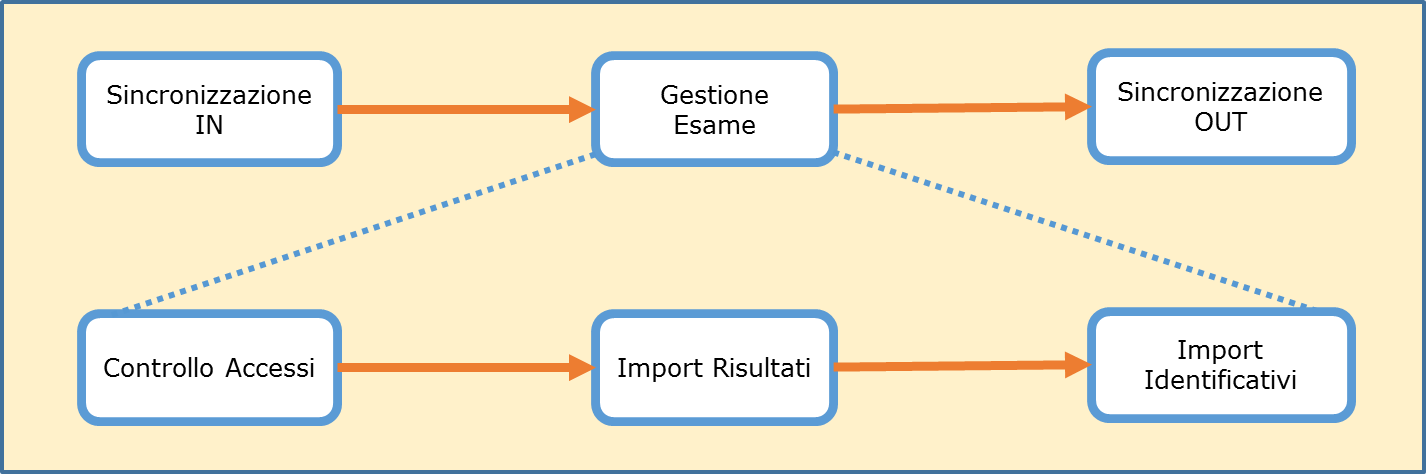 Sincronizzazione
IN
Gestione
Esame
Sincronizzazione
OUT
Controllo Accessi
Import Risultati
Import
Identificativi